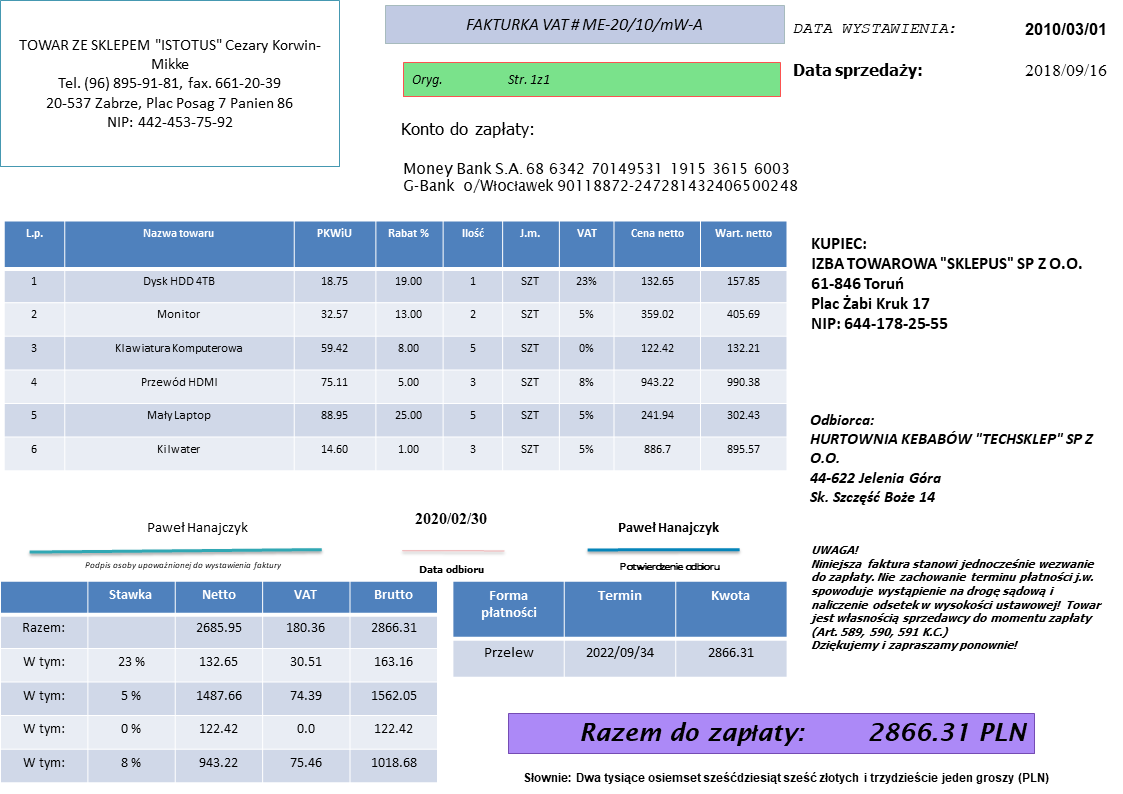 TOWAR ZE SKLEPEM "ISTOTUS" Cezary Korwin-
Mikke
Tel. (96) 895-91-81, fax. 661-20-39
20-537 Zabrze, Plac Posag 7 Panien 86
NIP: 442-453-75-92
FAKTURKA VAT# ME-20/10/mW-A
Oryg. Str. 1z1
DATA WYSTAWIENIA: 2010/03/01
Data sprzedaży: 2018/09/16
Konto do zapłaty:
Money Bank S.A. 68 6342 70149531 1915 3615 6003
G-Bank o/Włocławek 90118872-247281432406500248
L.p. Nazwa towaru PKWiU Rabat % Ilość J.m. VAT Cena netto Wart. netto
1 Dysk HDD 4TB 18.75 19.00 1 SZT 23% 132.65 157.85
2 Monitor 32.57 13.00 2 SZT 5% 359.02 405.69
3 Klawiatura Komputerowa 59.42 8.00 5 SZT 0% 122.42 132.21
4 Przewód HDMI 75.11 5.00 3 SZT 8% 943.22 990.38
5 Mały Laptop 88.95 25.00 5 SZT 5% 241.94 302.43
6 Kilwater 14.60 1.00 3 SZT 5% 886.7 895.57
KUPIEC:
IZBA TOWAROWA "SKLEPUS" SP Z O.O.
61-846 Toruń
Plac Żabi Kruk 17
NIP: 644-178-25-55
Odbiorca:
HURTOWNIA KEBABÓW "TECHSKLEP" SP Z
O.O.
44-622 Jelenia Góra
Sk. Szczęść Boże 14
Paweł Hanajczyk
Podpis osoby upoważnionej do wystawienia faktury
2020/02/30
Data odbioru
Paweł Hanajczyk
Potwierdzenie odbioru
UWAGA!
Niniejsza faktura stanowi jednocześnie wezwanie
do zapłaty. Nie zachowanie terminu płatności j.w.
spowoduje wystąpienie na drogę sądową i
naliczenie odsetek w wysokości ustawowej! Towar
jest własnością sprzedawcy do momentu zapłaty
(Art. 589, 590, 591 K.C.)
Dziękujemy i zapraszamy ponownie!
Stawka Netto VAT Brutto
Razem: 2685.95 180.36 2866.31
W tym: 23 % 132.65 30.51 163.16
W tym: 5 % 1487.66 74.39 1562.05
W tym: 0 % 122.42 0.0 122.42
W tym: 8 % 943.22 75.46 1018.68
Forma płatności Termin Kwota
Przelew 2022/09/34 2866.31
Razem do zapłaty: 2866.31 PLN
Słownie: Dwa tysiące osiemset sześćdziesiąt sześć złotych i trzydzieście jeden groszy (PLN)